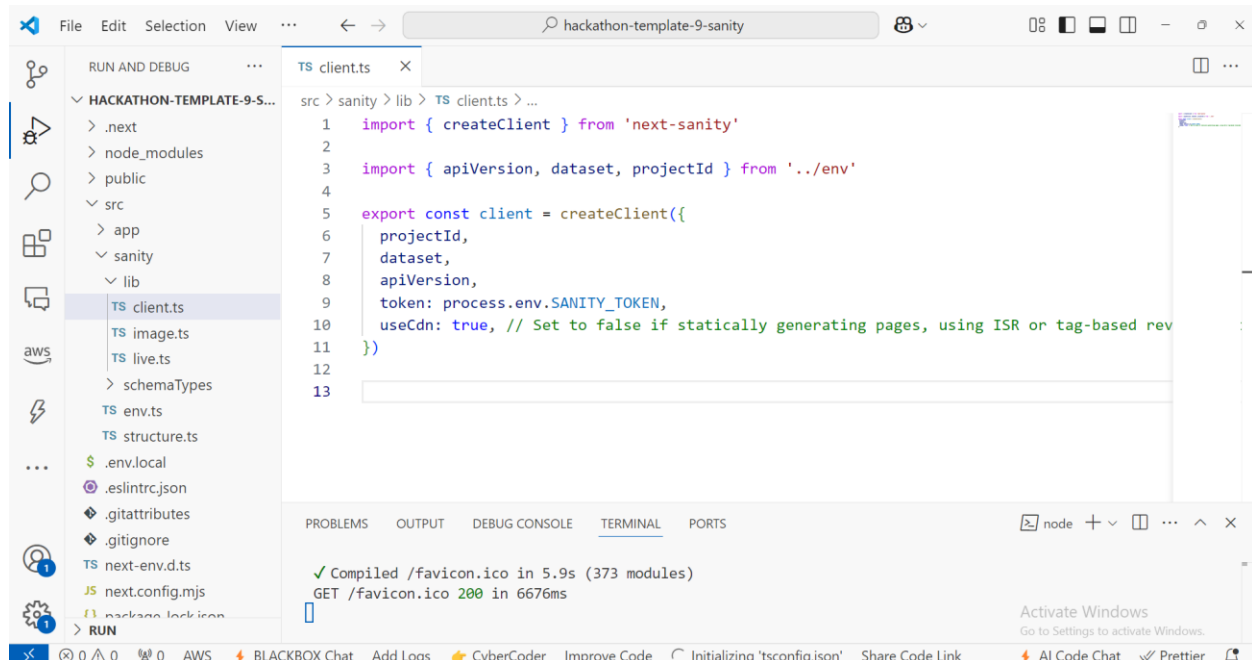 File Edit Selection View ··· hackathon-template-9-sanity
RUN AND DEBUG ···
HACKATHON-TEMPLATE-9-S...
.next
node_modules
public
src
app
sanity
lib
TS client.ts
TS image.ts
TS live.ts
schemaTypes
TS env.ts
TS structure.ts
$ .env.local
.eslintrc.json
.gitattributes
.gitignore
TS next-env.d.ts
JS next.config.mjs
{} package-lock.json
RUN
aws
1
1
TS client.ts ×
src > sanity > lib > TS client.ts > ...
1 import { createClient } from 'next-sanity'
2
3 import { apiVersion, dataset, projectId } from '../env'
4
5 export const client = createClient({
6 projectId,
7 dataset,
8 apiVersion,
9 token: process.env.SANITY_TOKEN,
10 useCdn: true, // Set to false if statically generating pages, using ISR or tag-based rev
11 })
12
13
PROBLEMS OUTPUT DEBUG CONSOLE TERMINAL PORTS node
✓ Compiled /favicon.ico in 5.9s (373 modules)
GET /favicon.ico 200 in 6676ms
Activate Windows
Go to Settings to activate Windows.
0 0 0 AWS BLACKBOX Chat Add Logs CyberCoder Improve Code Initializing 'tsconfig.json' Share Code Link AI Code Chat Prettier